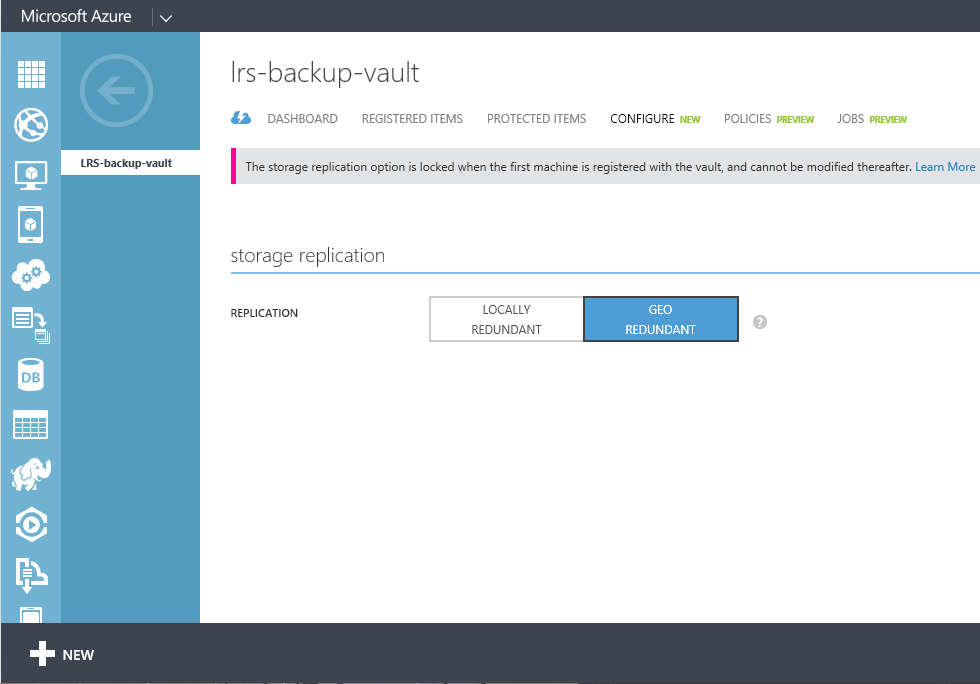 Microsoft Azure
lrs-backup-vault
DASHBOARD REGISTERED ITEMS PROTECTED ITEMS CONFIGURE NEW POLICIES PREVIEW JOBS PREVIEW
LRS-backup-vault
The storage replication option is locked when the first machine is registered with the vault, and cannot be modified thereafter. Learn More
storage replication
REPLICATION
LOCALLY
REDUNDANT
GEO
REDUNDANT
?
DB
NEW